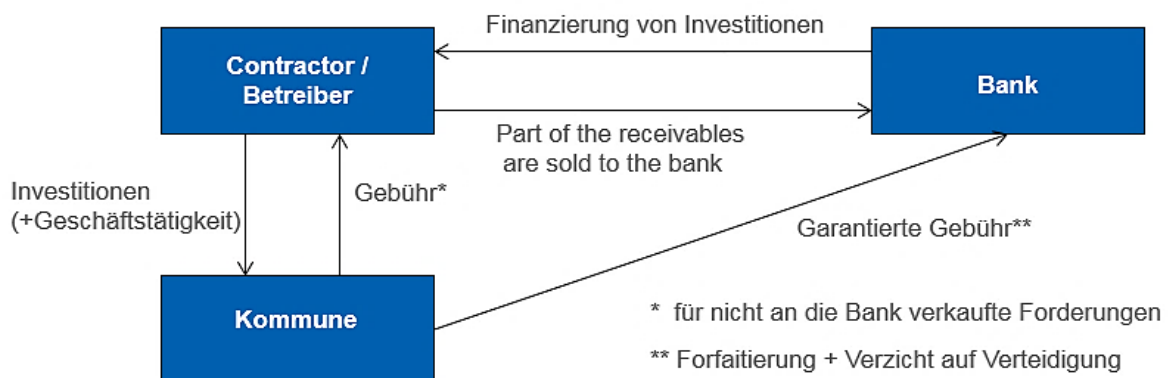 Finanzierung von Investitionen
Contractor /
Betreiber
Bank
Part of the receivables
are sold to the bank
Investitionen
(+Geschäftstätigkeit)
Gebühr*
Garantierte Gebühr**
Kommune
* für nicht an die Bank verkaufte Forderungen
** Forfaitierung + Verzicht auf Verteidigung